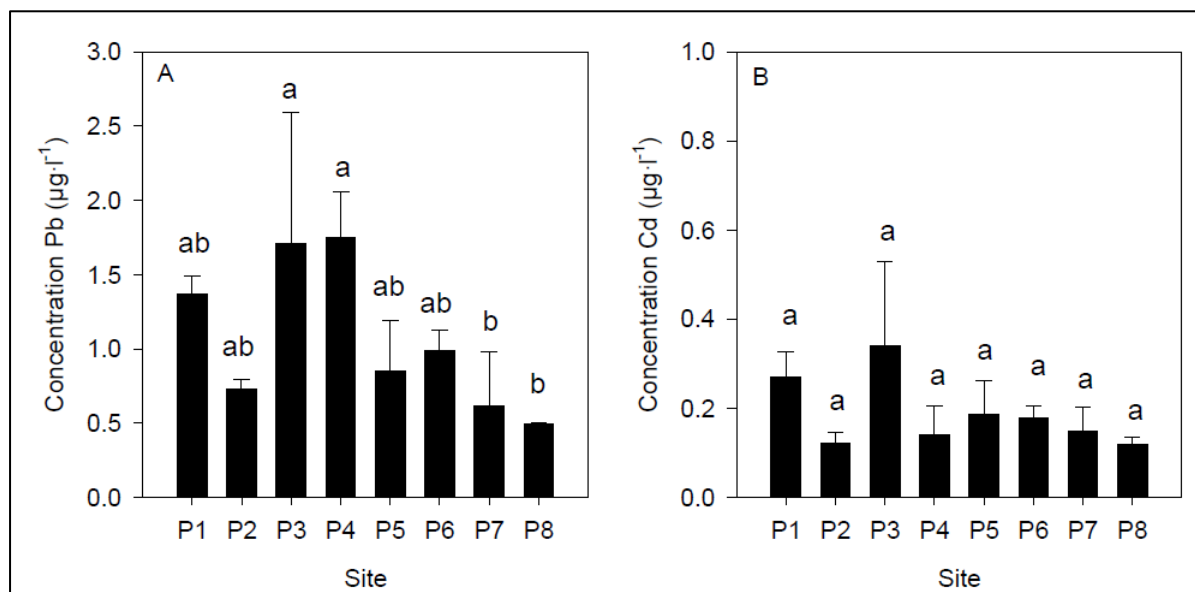 A
Concentration Pb (µg·l⁻¹)
3.0
2.5
2.0
1.5
1.0
0.5
0.0
ab
ab
a
a
ab
ab
b
b
P1 P2 P3 P4 P5 P6 P7 P8
Site
B
Concentration Cd (µg·l⁻¹)
1.0
0.8
0.6
0.4
0.2
0.0
a
a
a
a
a
a
a
a
P1 P2 P3 P4 P5 P6 P7 P8
Site